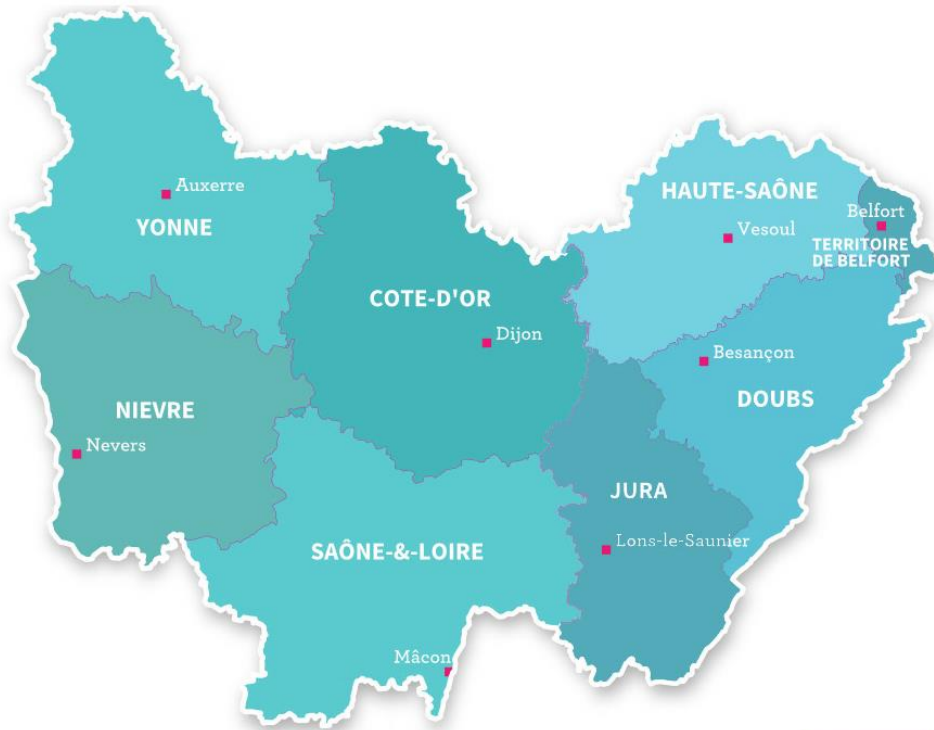 Auxerre
YONNE
HAUTE-SAÔNE
Belfort
Vesoul
TERRITOIRE
DE BELFORT
COTE-D'OR
Dijon
Besançon
DOUBS
NIEVRE
Nevers
JURA
Lons-le-Saunier
SAÔNE-&-LOIRE
Mâcon